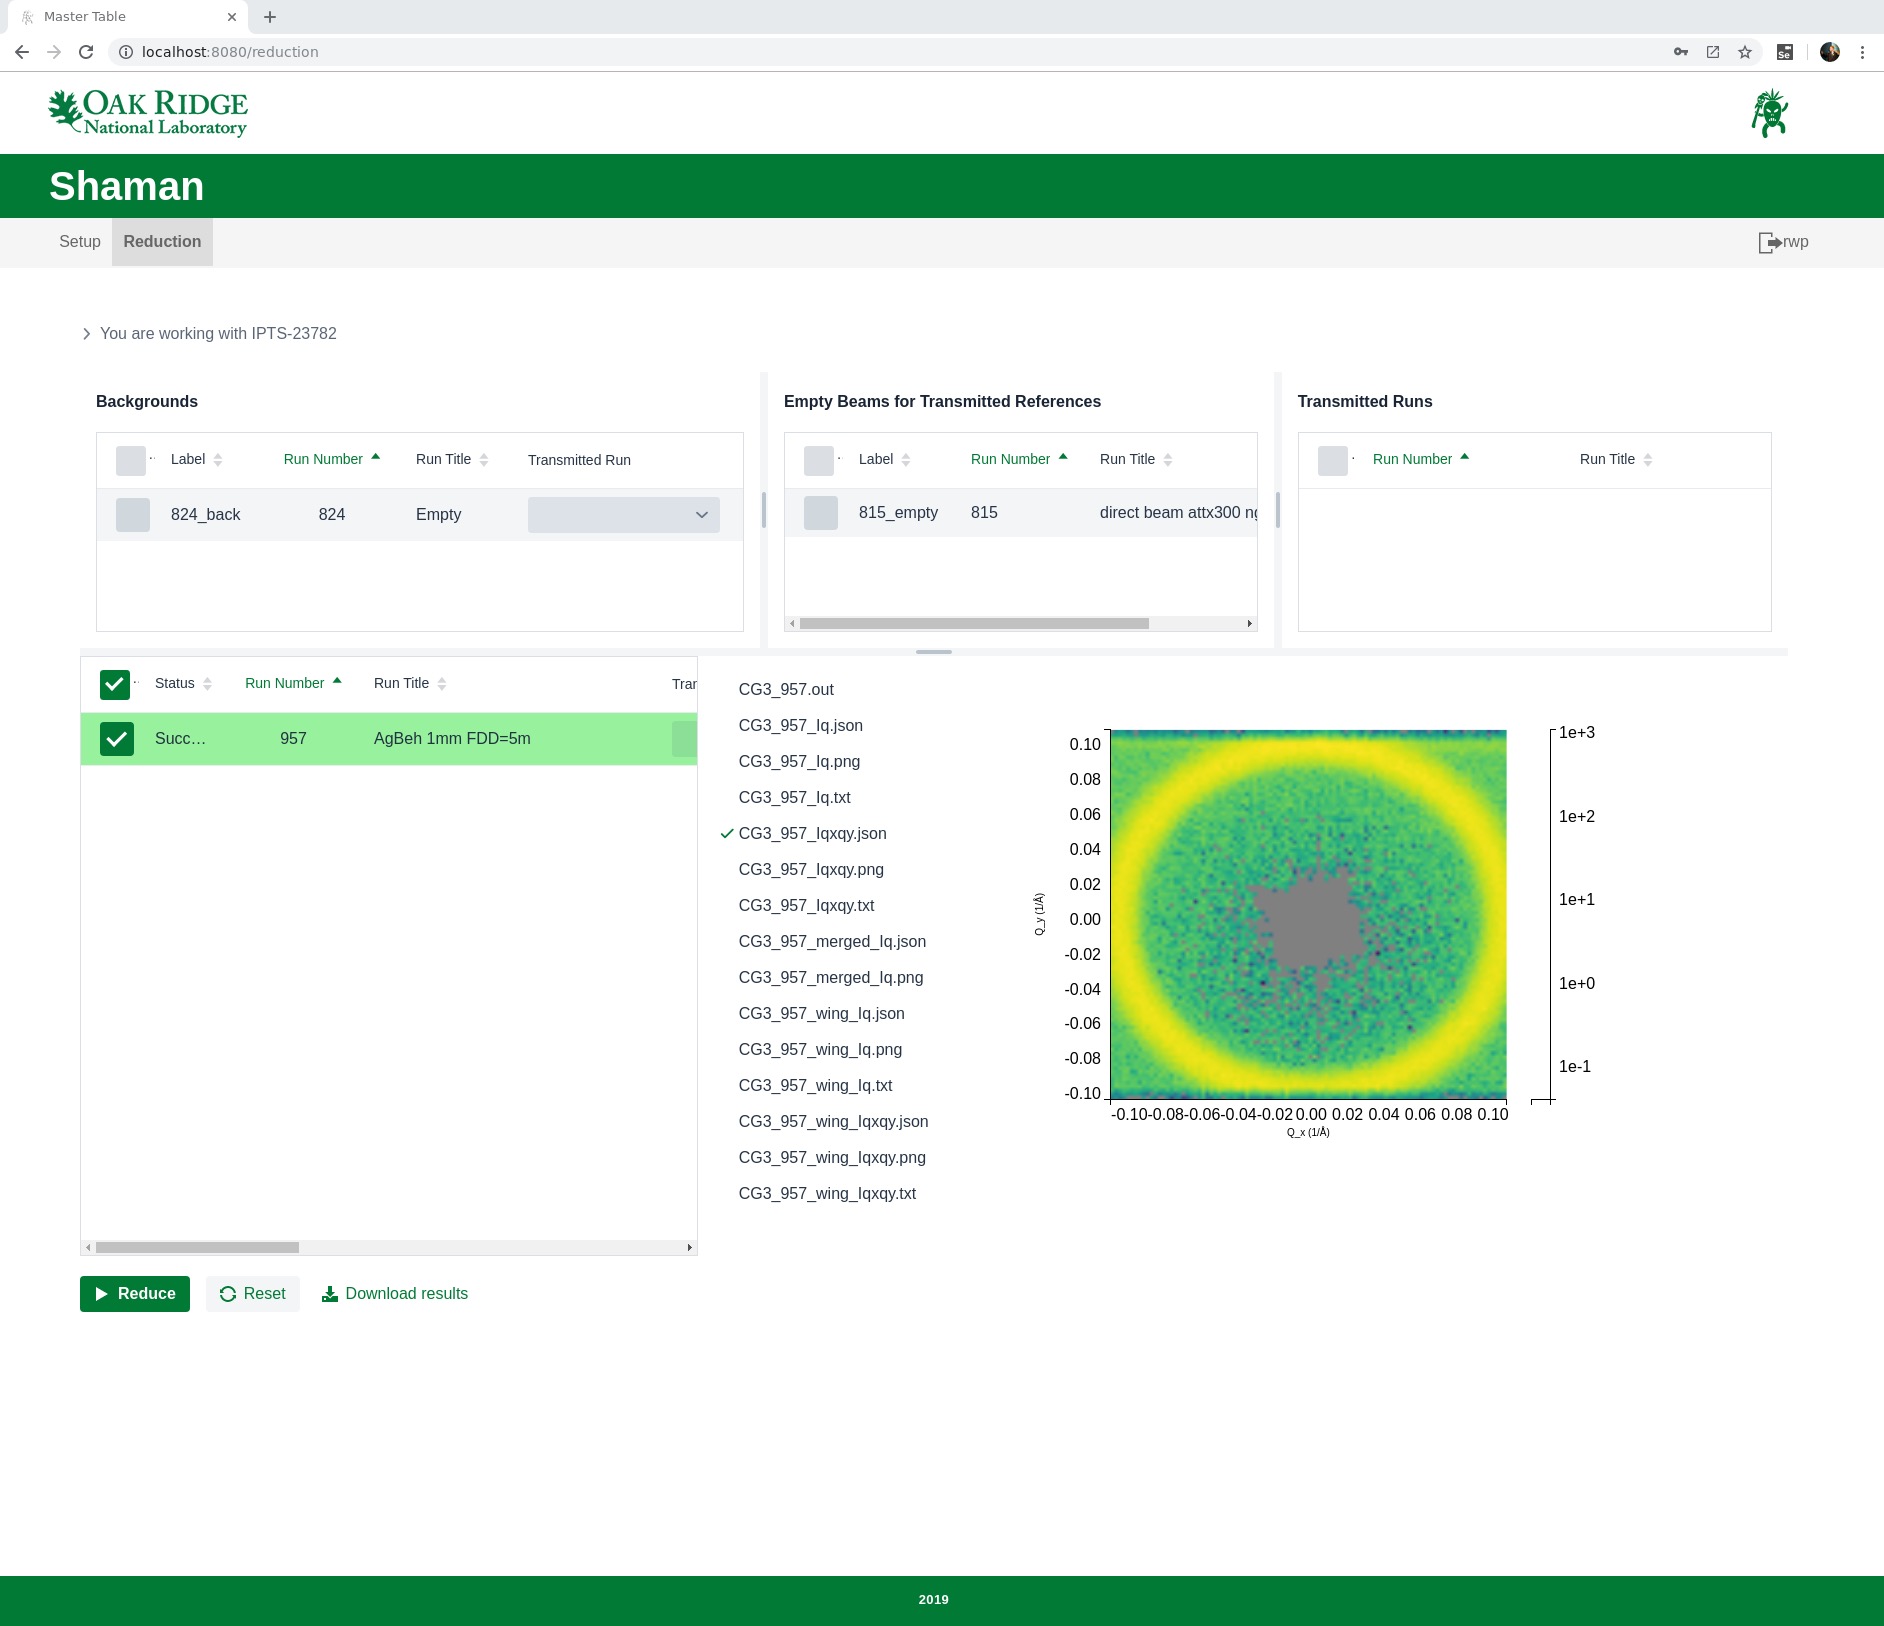 Master Table
localhost:8080/reduction
Se
OAK RIDGE
National Laboratory
Shaman
Setup Reduction rwp
You are working with IPTS-23782
Backgrounds
Label Run Number Run Title Transmitted Run
824_back 824 Empty
Empty Beams for Transmitted References
Label Run Number Run Title
815_empty 815 direct beam attx300 ng
Transmitted Runs
Run Number Run Title
Status Run Number Run Title Tran
Succ… 957 AgBeh 1mm FDD=5m
CG3_957.out
CG3_957_Iq.json
CG3_957_Iq.png
CG3_957_Iq.txt
CG3_957_Iqxqy.json
CG3_957_Iqxqy.png
CG3_957_Iqxqy.txt
CG3_957_merged_Iq.json
CG3_957_merged_Iq.png
CG3_957_wing_Iq.json
CG3_957_wing_Iq.png
CG3_957_wing_Iq.txt
CG3_957_wing_Iqxqy.json
CG3_957_wing_Iqxqy.png
CG3_957_wing_Iqxqy.txt
0.10
0.08
0.06
0.04
0.02
0.00
-0.02
-0.04
-0.06
-0.08
-0.10
Q_y (1/Å)
-0.10 -0.08 -0.06 -0.04 -0.02 0.00 0.02 0.04 0.06 0.08 0.10
Q_x (1/Å)
1e+3
1e+2
1e+1
1e+0
1e-1
Reduce Reset Download results
2019